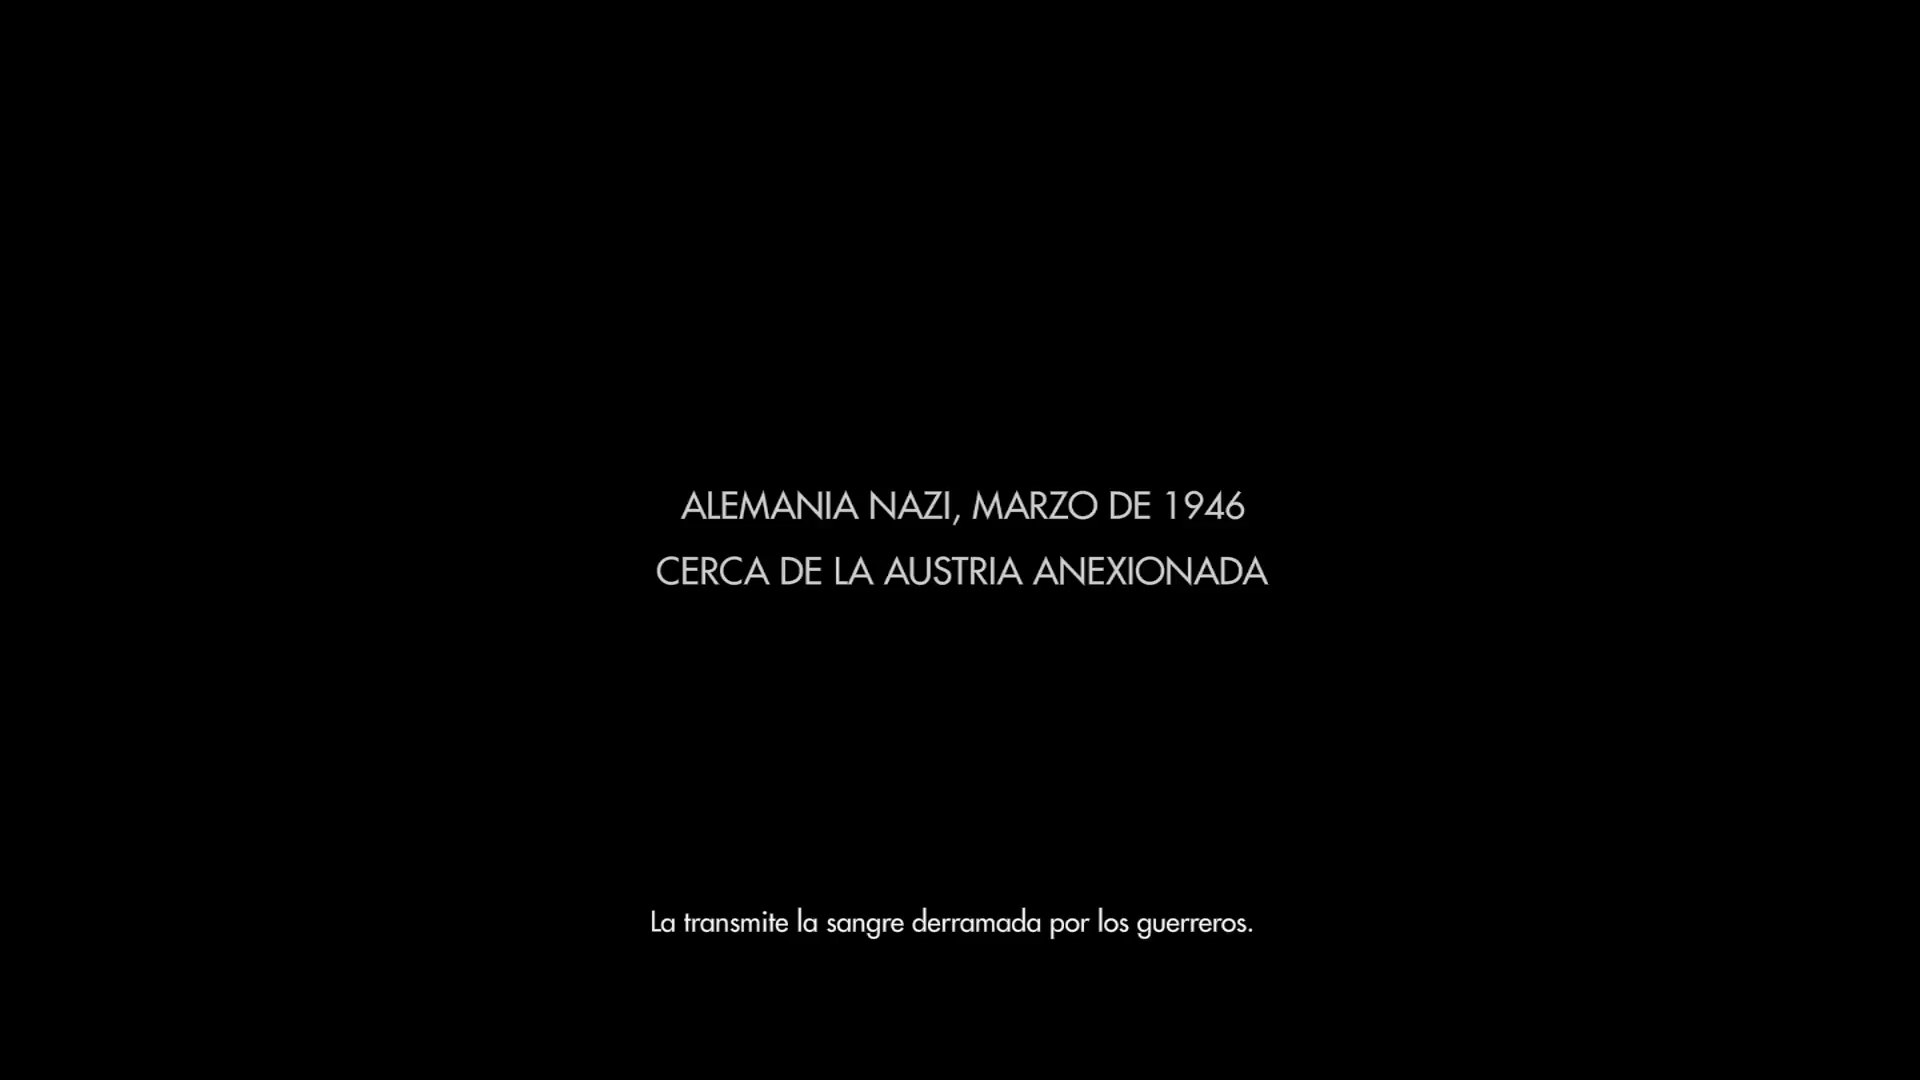 ALEMANIA NAZI, MARZO DE 1946
CERCA DE LA AUSTRIA ANEXIONADA
La transmite la sangre derramada por los guerreros.